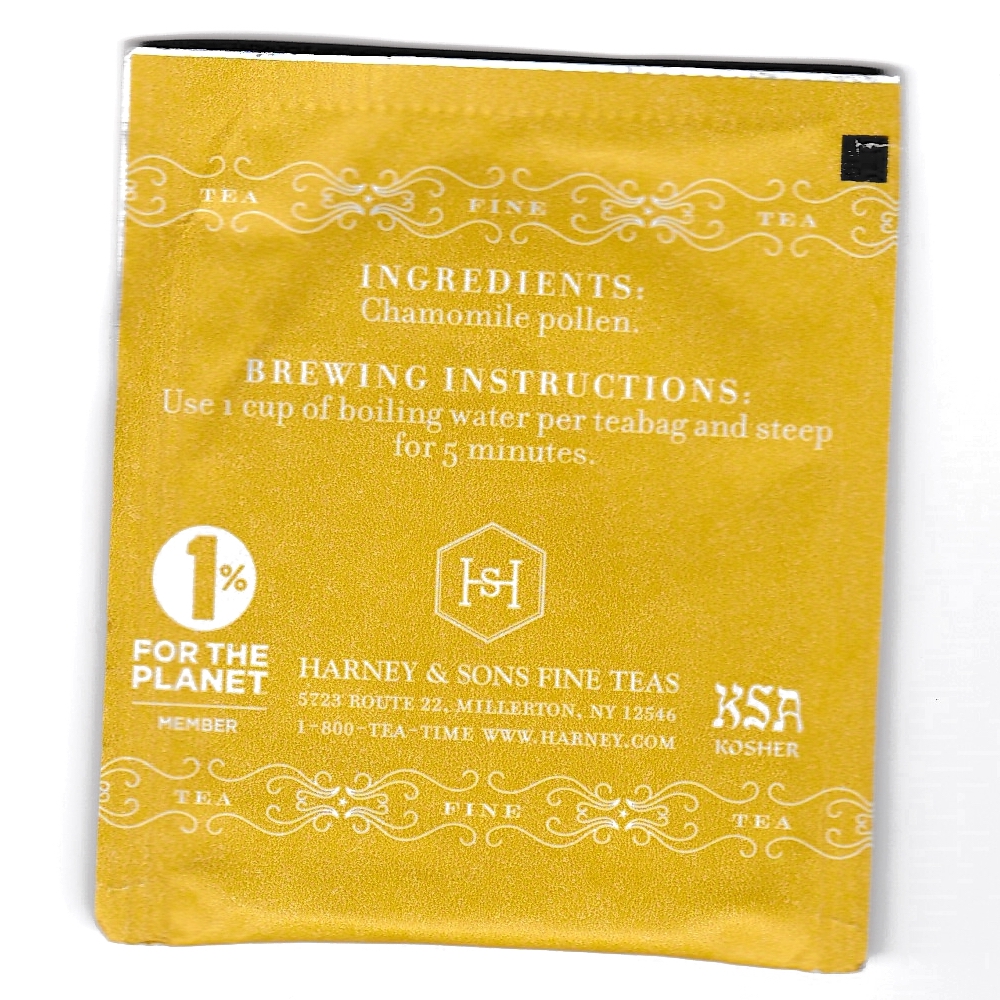 TEA FINE TEA
INGREDIENTS:
Chamomile pollen.
BREWING INSTRUCTIONS:
Use 1 cup of boiling water per teabag and steep
for 5 minutes.
1%
FOR THE
PLANET
MEMBER
HSH
HARNEY & SONS FINE TEAS
5723 ROUTE 22, MILLERTON, NY 12546
1-800-TEA-TIME WWW.HARNEY.COM
KSA
KOSHER
TEA FINE TEA